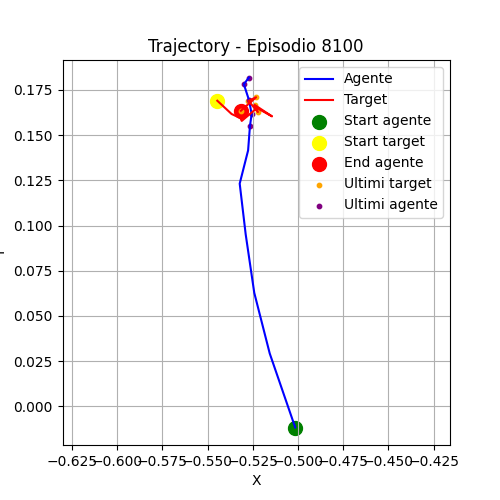 Trajectory - Episodio 8100
Agente
Target
Start agente
Start target
End agente
Ultimi target
Ultimi agente
0.175
0.150
0.125
0.100
0.075
0.050
0.025
0.000
−0.625 −0.600 −0.575 −0.550 −0.525 −0.500 −0.475 −0.450 −0.425
X